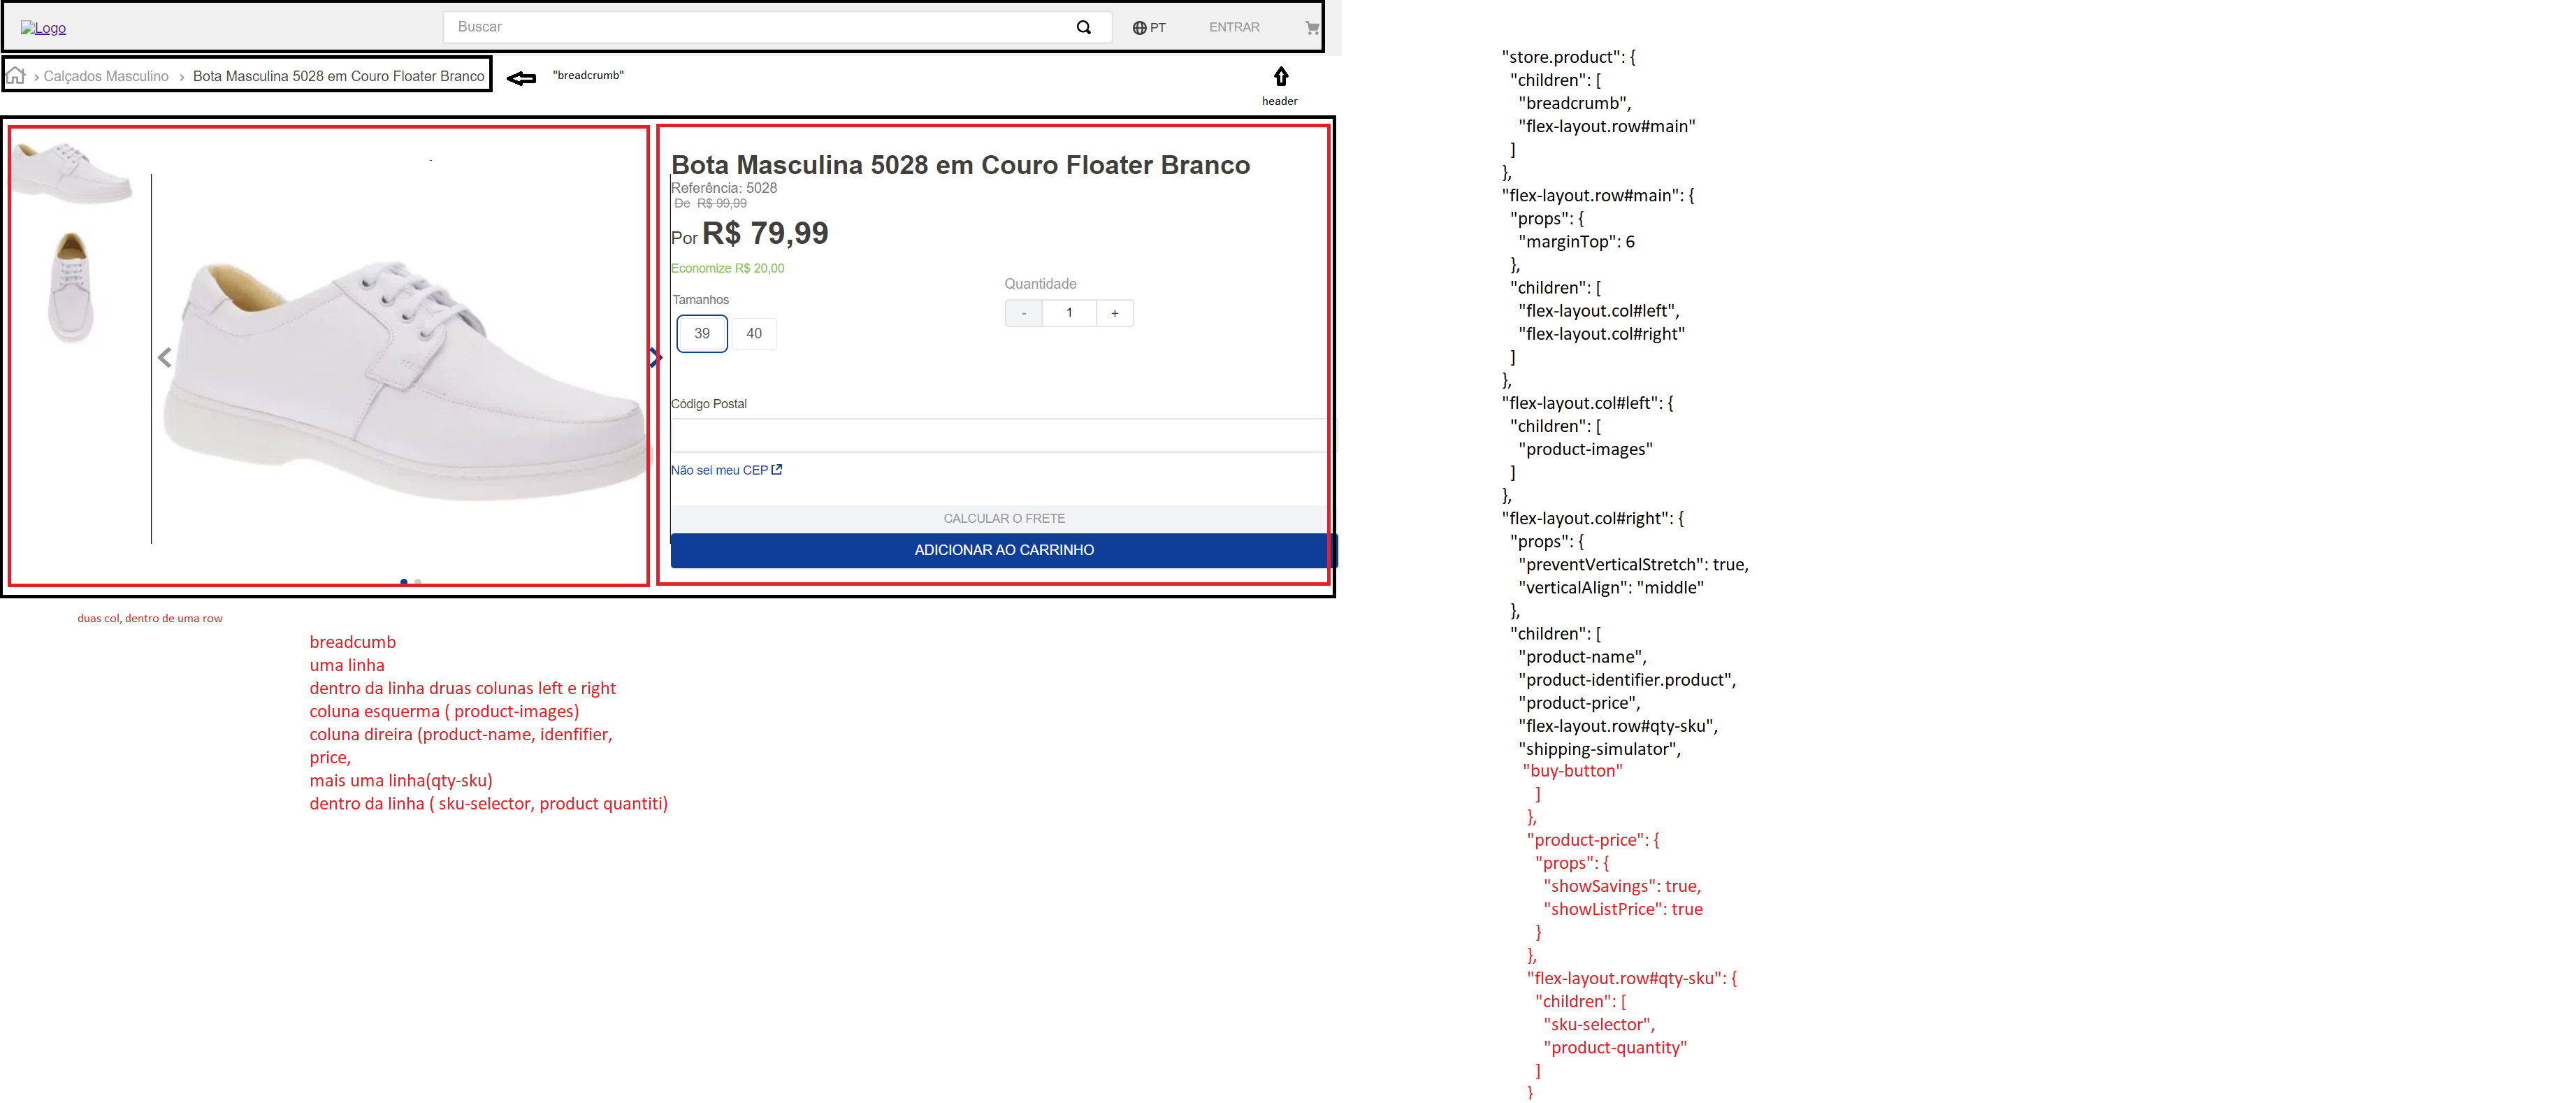 Logo
Buscar
PT
ENTRAR
Calçados Masculino
Bota Masculina 5028 em Couro Floater Branco
"breadcrumb"
header
Bota Masculina 5028 em Couro Floater Branco
Referência: 5028
De R$ 99,99
Por R$ 79,99
Economize R$ 20,00
Quantidade
Tamanhos
- 1 +
39 40
Código Postal
Não sei meu CEP
CALCULAR O FRETE
ADICIONAR AO CARRINHO
duas col, dentro de uma row
breadcumb
uma linha
dentro da linha druas colunas left e right
coluna esquerma ( product-images)
coluna direira (product-name, idenfifier,
price,
mais uma linha(qty-sku)
dentro da linha ( sku-selector, product quantiti)
"store.product": {
"children": [
"breadcrumb",
"flex-layout.row#main"
]
},
"flex-layout.row#main": {
"props": {
"marginTop": 6
},
"children": [
"flex-layout.col#left",
"flex-layout.col#right"
]
},
"flex-layout.col#left": {
"children": [
"product-images"
]
},
"flex-layout.col#right": {
"props": {
"preventVerticalStretch": true,
"verticalAlign": "middle"
},
"children": [
"product-name",
"product-identifier.product",
"product-price",
"flex-layout.row#qty-sku",
"shipping-simulator",
"buy-button"
]
},
"product-price": {
"props": {
"showSavings": true,
"showListPrice": true
}
},
"flex-layout.row#qty-sku": {
"children": [
"sku-selector",
"product-quantity"
]
}